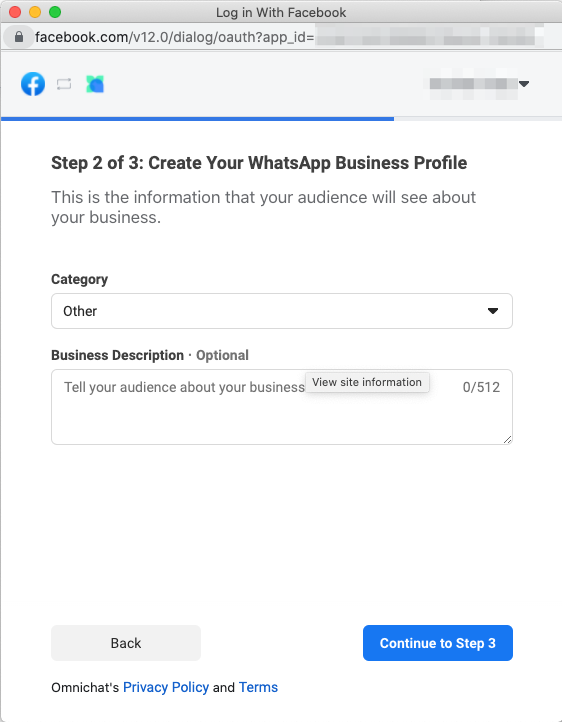 Log in With Facebook
facebook.com/v12.0/dialog/oauth?app_id=
Step 2 of 3: Create Your WhatsApp Business Profile
This is the information that your audience will see about
your business.
Category
Other
Business Description · Optional
Tell your audience about your business
View site information
0/512
Back
Continue to Step 3
Omnichat's Privacy Policy and Terms